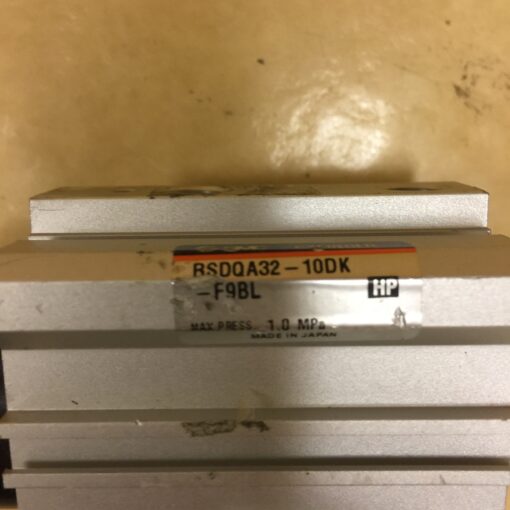 RSDQA32-10DK
-F9BL
HP
MAX.PRESS. 1.0 MPa
MADE IN JAPAN